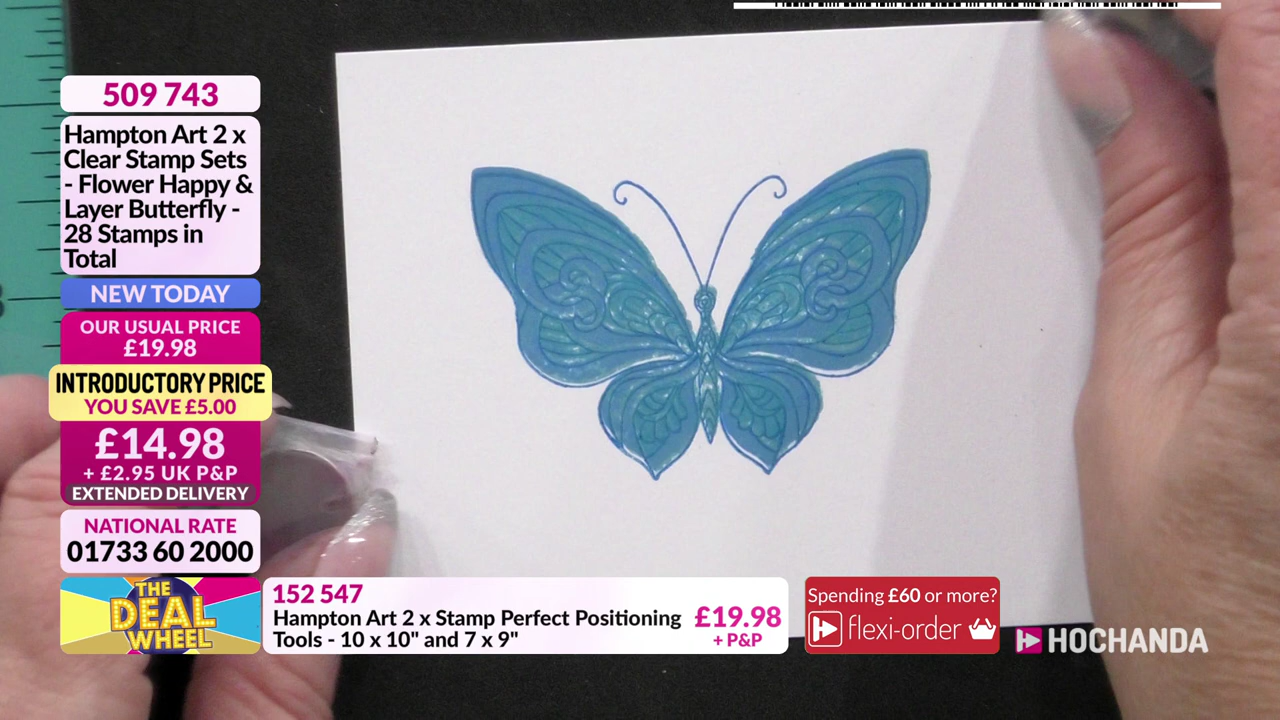 509 743
Hampton Art 2 x
Clear Stamp Sets
- Flower Happy &
Layer Butterfly -
28 Stamps in
Total
NEW TODAY
OUR USUAL PRICE
£19.98
INTRODUCTORY PRICE
YOU SAVE £5.00
£14.98
+ £2.95 UK P&P
EXTENDED DELIVERY
NATIONAL RATE
01733 60 2000
THE
DEAL
WHEEL
152 547
Hampton Art 2 x Stamp Perfect Positioning
Tools - 10 x 10" and 7 x 9"
£19.98
+ P&P
Spending £60 or more?
flexi-order
HOCHANDA